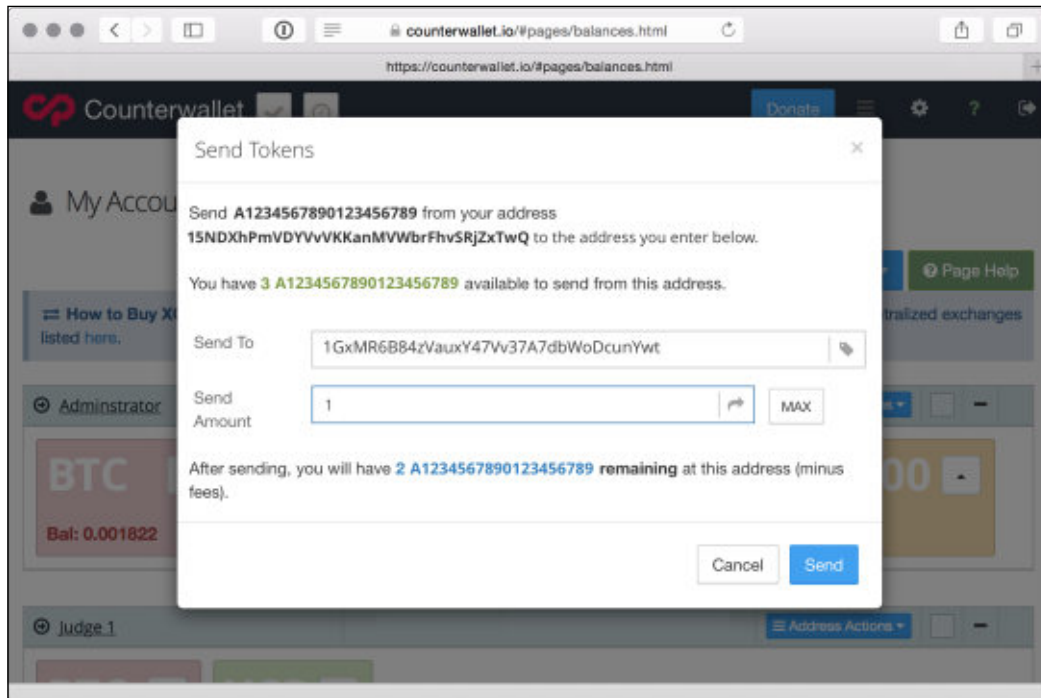 counterwallet.io/#pages/balances.html
https://counterwallet.io/#pages/balances.html
Counterwallet
Donate
?
Send Tokens
My Accou
Send A1234567890123456789 from your address
15NDXhPmVDYVvVKKanMVWbrFhvSRjZxTwQ to the address you enter below.
Page Help
You have 3 A1234567890123456789 available to send from this address.
How to Buy X
tralized exchanges
listed here.
Send To
1GxMR6B84zVauxY47Vv37A7dbWoDcunYwt
Adminstrator
Send
Amount
1
MAX
After sending, you will have 2 A1234567890123456789 remaining at this address (minus
fees).
BTC
00
Bal: 0.001822
Cancel
Send
Judge 1
Address Actions